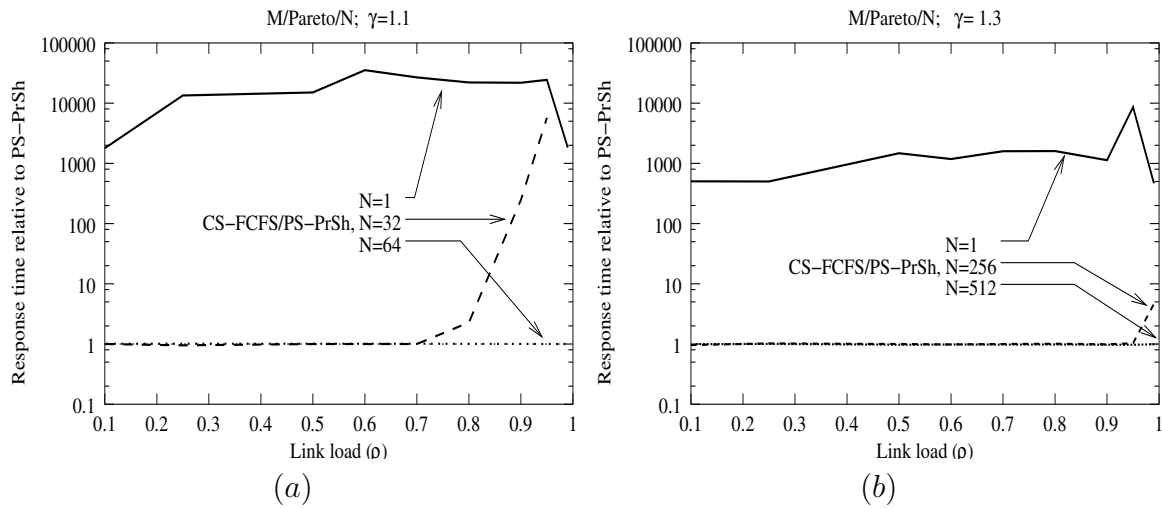 M/Pareto/N; γ=1.1
Response time relative to PS−PrSh
100000
10000
1000
100
10
1
0.1
N=1
CS−FCFS/PS−PrSh, N=32
N=64
0.1 0.2 0.3 0.4 0.5 0.6 0.7 0.8 0.9 1
Link load (ρ)
(a)
M/Pareto/N; γ= 1.3
Response time relative to PS−PrSh
100000
10000
1000
100
10
1
0.1
N=1
CS−FCFS/PS−PrSh, N=256
N=512
0.1 0.2 0.3 0.4 0.5 0.6 0.7 0.8 0.9 1
Link load (ρ)
(b)